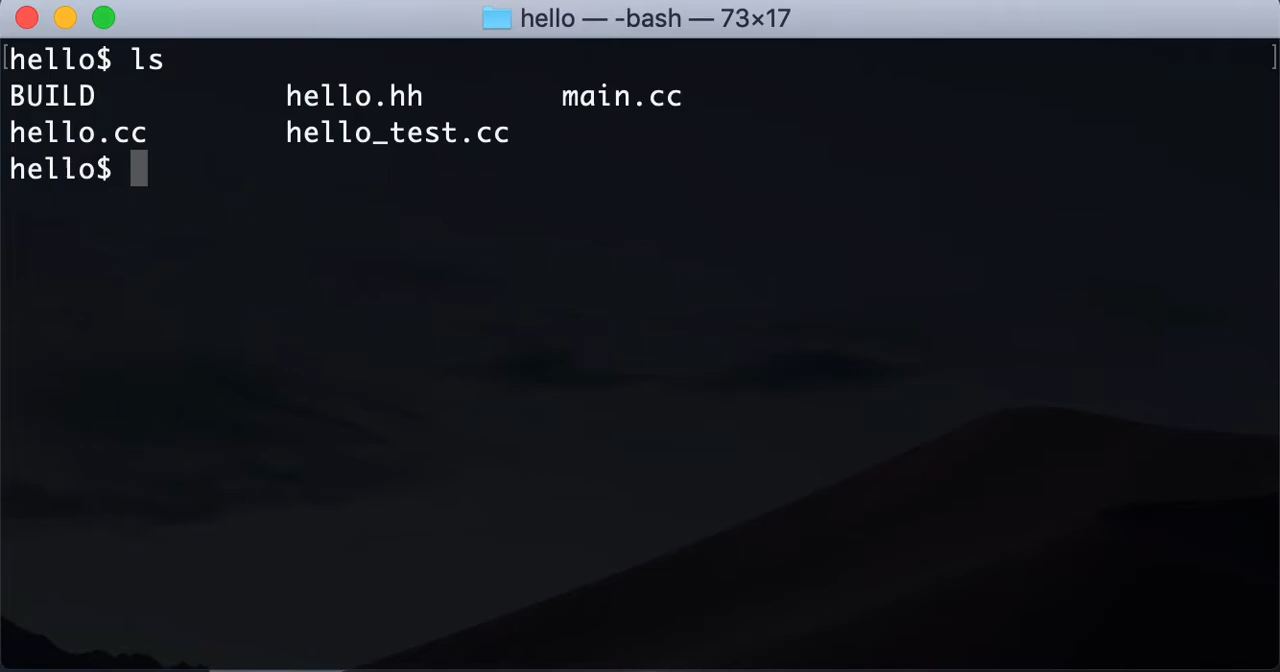 hello — -bash — 73×17
hello$ ls
BUILD hello.hh main.cc
hello.cc hello_test.cc
hello$